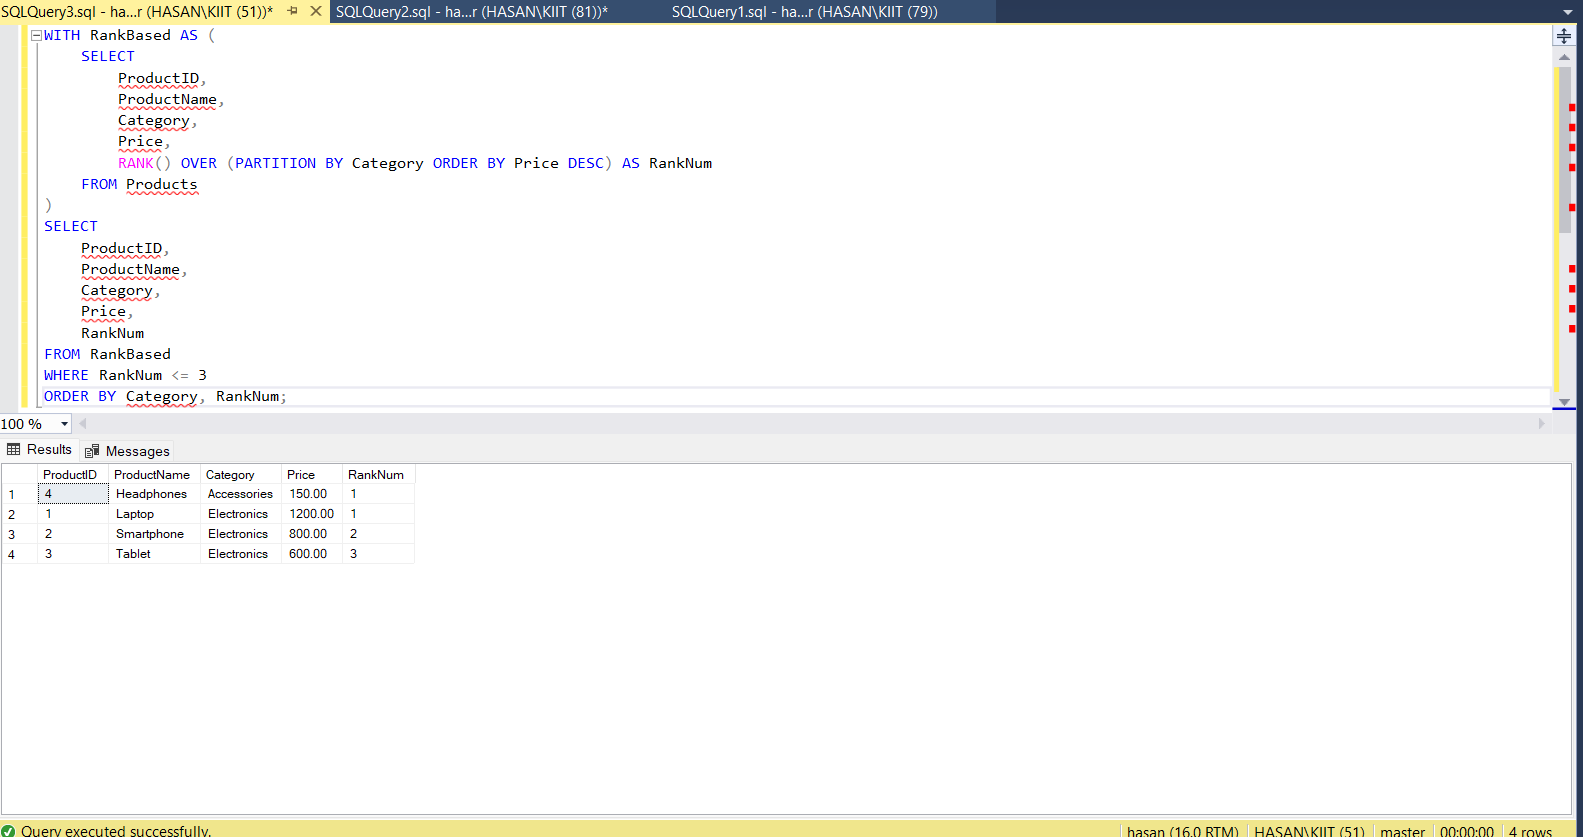 SQLQuery3.sql - ha...r (HASAN\KIIT (51))* SQLQuery2.sql - ha...r (HASAN\KIIT (81))* SQLQuery1.sql - ha...r (HASAN\KIIT (79))
WITH RankBased AS (
SELECT
ProductID,
ProductName,
Category,
Price,
RANK() OVER (PARTITION BY Category ORDER BY Price DESC) AS RankNum
FROM Products
)
SELECT
ProductID,
ProductName,
Category,
Price,
RankNum
FROM RankBased
WHERE RankNum <= 3
ORDER BY Category, RankNum;
100 %
Results Messages
ProductID ProductName Category Price RankNum
1 4 Headphones Accessories 150.00 1
2 1 Laptop Electronics 1200.00 1
3 2 Smartphone Electronics 800.00 2
4 3 Tablet Electronics 600.00 3
Query executed successfully. hasan (16.0 RTM) HASAN\KIIT (51) master 00:00:00 4 rows